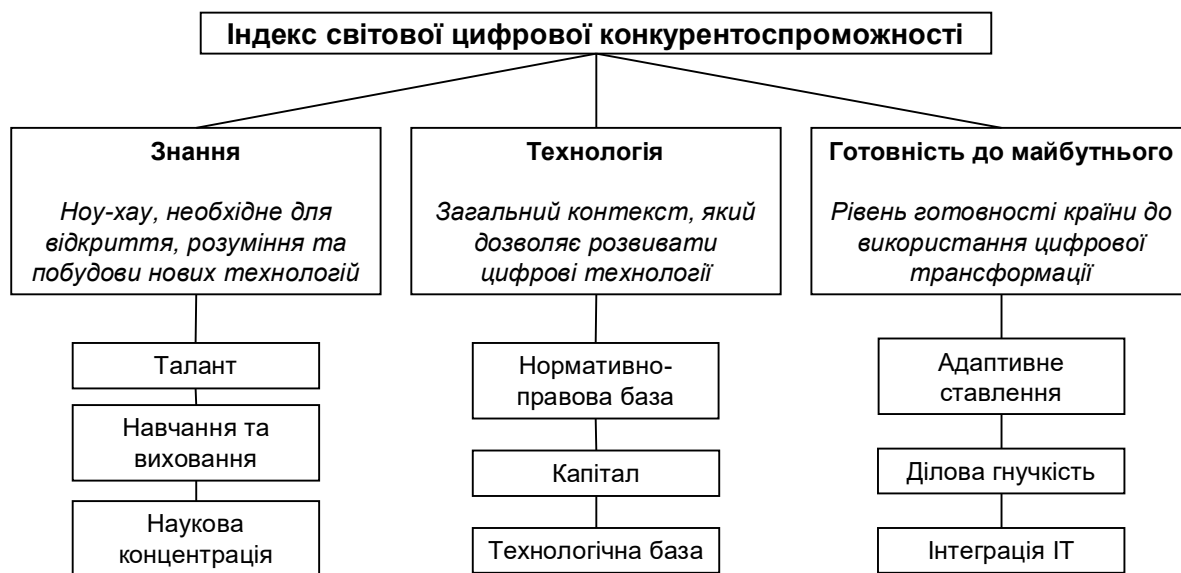 Індекс світової цифрової конкурентоспроможності
Знання
Ноу-хау, необхідне для
відкриття, розуміння та
побудови нових технологій
Талант
Навчання та
виховання
Наукова
концентрація
Технологія
Загальний контекст, який
дозволяє розвивати
цифрові технології
Нормативно-
правова база
Капітал
Технологічна база
Готовність до майбутнього
Рівень готовності країни до
використання цифрової
трансформації
Адаптивне
ставлення
Ділова гнучкість
Інтеграція ІТ